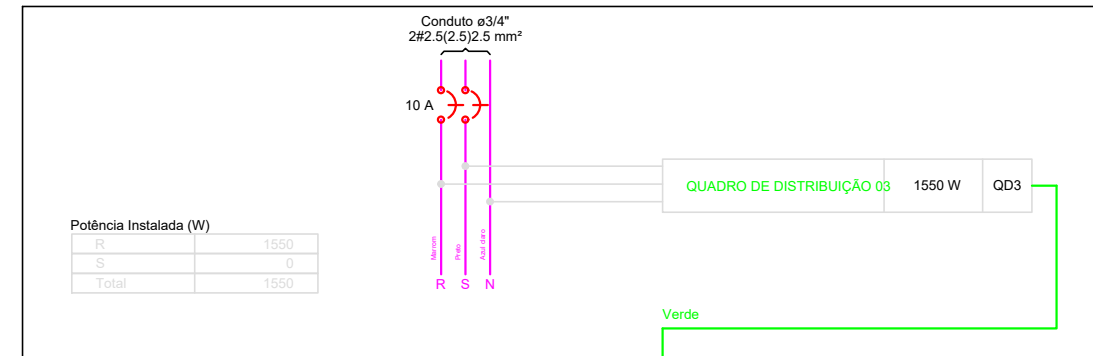 Conduto ø3/4"
2#2.5(2.5)2.5 mm²
10 A
QUADRO DE DISTRIBUIÇÃO 03 1550 W QD3
Potência Instalada (W)
R 1550
S 0
Total 1550
Marrom
Preto
Azul claro
R S N
Verde